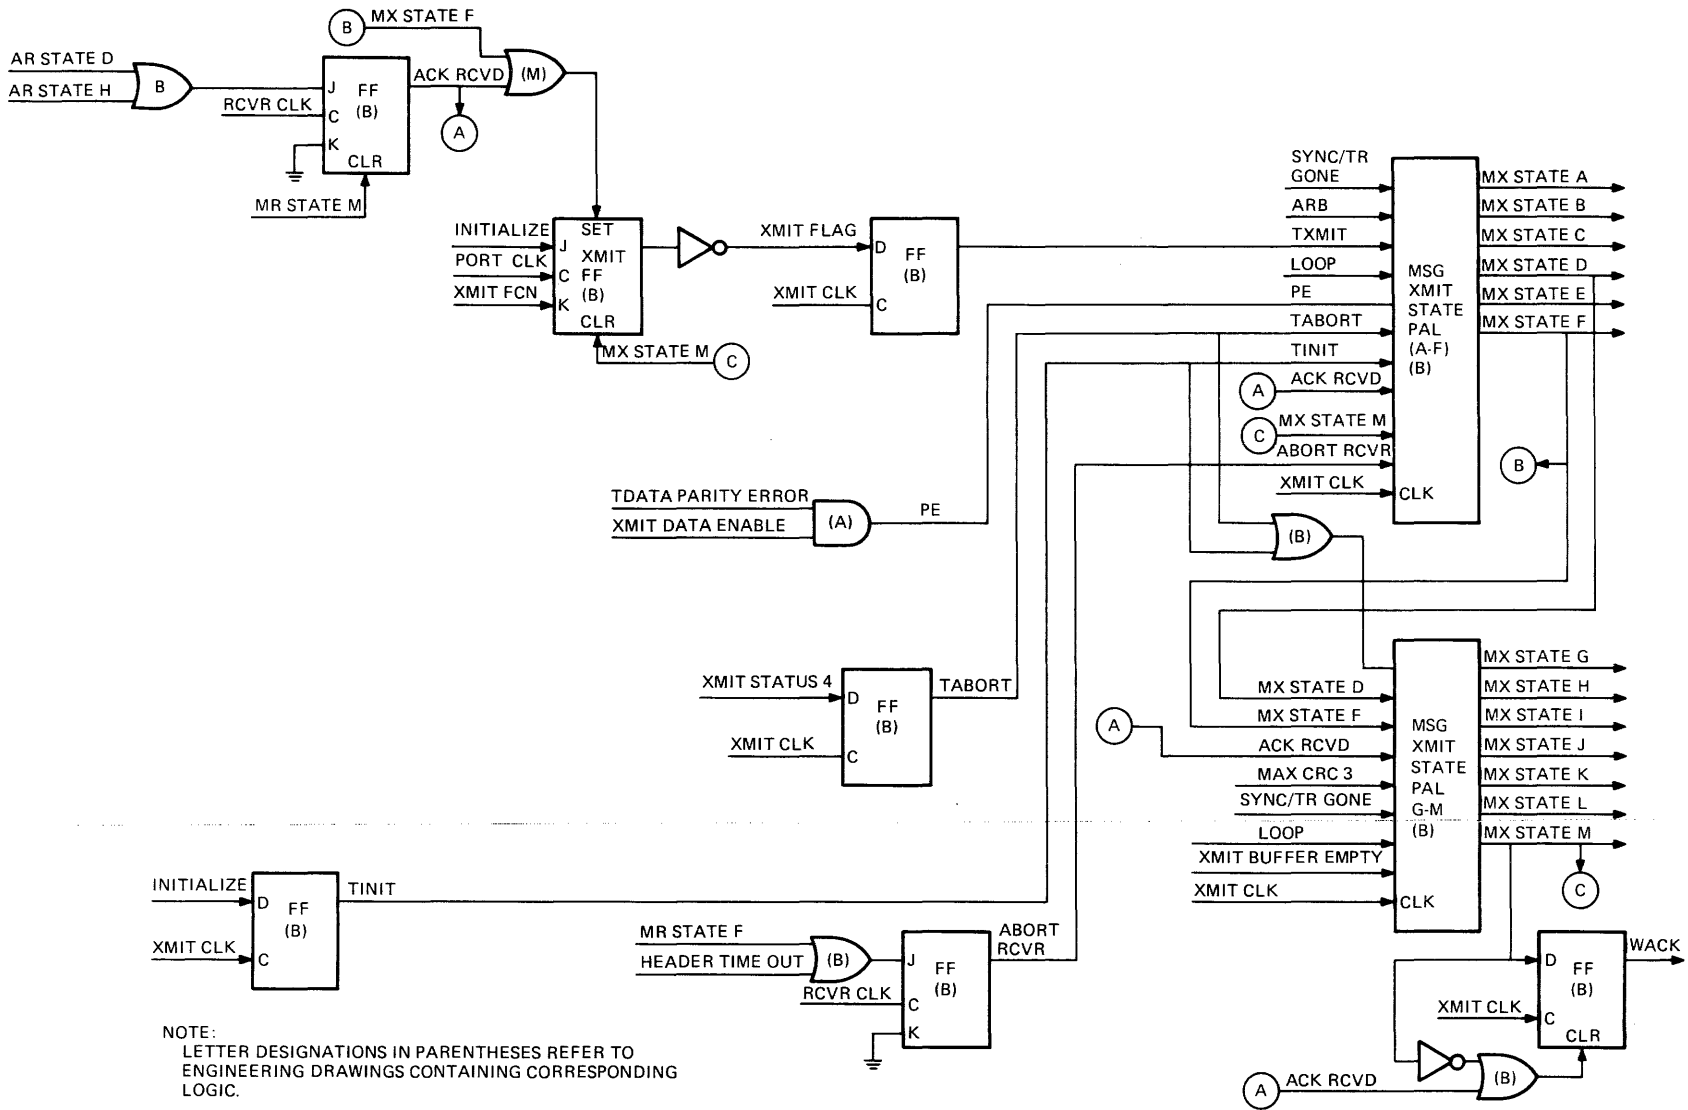 B
MX STATE F
AR STATE D
AR STATE H
B
J
C
K
FF
(B)
CLR
RCVR CLK
MR STATE M
ACK RCVD
A
(M)
INITIALIZE
PORT CLK
XMIT FCN
SET
J
C
K
XMIT
FF
(B)
CLR
MX STATE M
C
XMIT FLAG
XMIT CLK
D
C
FF
(B)
SYNC/TR
GONE
ARB
TXMIT
LOOP
PE
TABORT
TINIT
A
ACK RCVD
C
MX STATE M
ABORT RCVR
XMIT CLK
CLK
MSG
XMIT
STATE
PAL
(A-F)
(B)
MX STATE A
MX STATE B
MX STATE C
MX STATE D
MX STATE E
MX STATE F
B
TDATA PARITY ERROR
XMIT DATA ENABLE
(A)
PE
(B)
XMIT STATUS 4
XMIT CLK
D
C
FF
(B)
TABORT
A
MX STATE D
MX STATE F
ACK RCVD
MAX CRC 3
SYNC/TR GONE
LOOP
XMIT BUFFER EMPTY
XMIT CLK
CLK
MSG
XMIT
STATE
PAL
G-M
(B)
MX STATE G
MX STATE H
MX STATE I
MX STATE J
MX STATE K
MX STATE L
MX STATE M
C
INITIALIZE
XMIT CLK
D
C
FF
(B)
TINIT
MR STATE F
HEADER TIME OUT
(B)
RCVR CLK
J
C
K
FF
(B)
ABORT
RCVR
XMIT CLK
D
C
FF
(B)
CLR
WACK
A
ACK RCVD
(B)
NOTE:
LETTER DESIGNATIONS IN PARENTHESES REFER TO
ENGINEERING DRAWINGS CONTAINING CORRESPONDING
LOGIC.